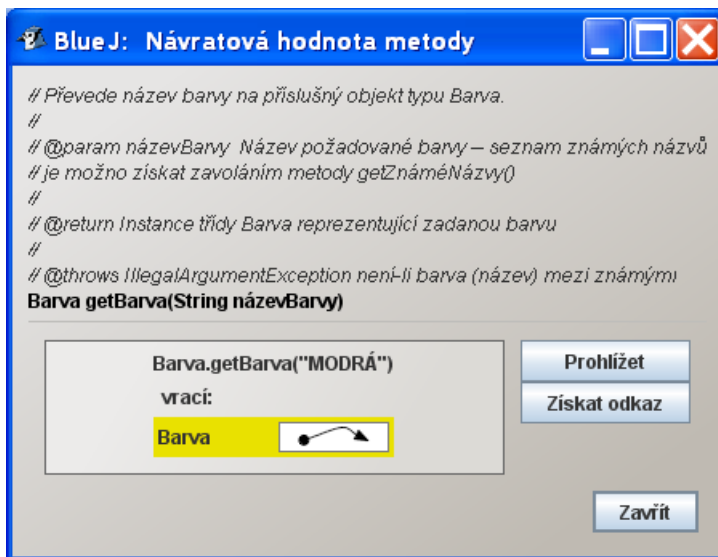 BlueJ: Návratová hodnota metody
// Převede název barvy na příslušný objekt typu Barva.
//
// @param názevBarvy Název požadované barvy – seznam známých názvů
// je možno získat zavoláním metody getZnáméNázvy()
//
// @return Instance třídy Barva reprezentující zadanou barvu
//
// @throws IllegalArgumentException není-li barva (název) mezi známými
Barva getBarva(String názevBarvy)
Barva.getBarva("MODRÁ")
Prohlížet
vrací:
Získat odkaz
Barva
Zavřít